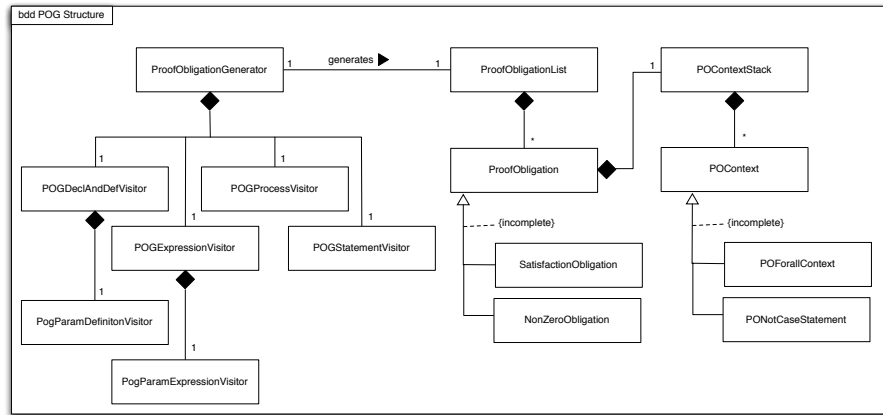 bdd POG Structure
ProofObligationGenerator
1
generates
1
ProofObligationList
1
POContextStack
*
*
1
1
1
1
POGDeclAndDefVisitor
POGProcessVisitor
ProofObligation
POContext
POGExpressionVisitor
POGStatementVisitor
{incomplete}
{incomplete}
SatisfactionObligation
POForallContext
1
PogParamDefinitonVisitor
NonZeroObligation
PONotCaseStatement
1
PogParamExpressionVisitor